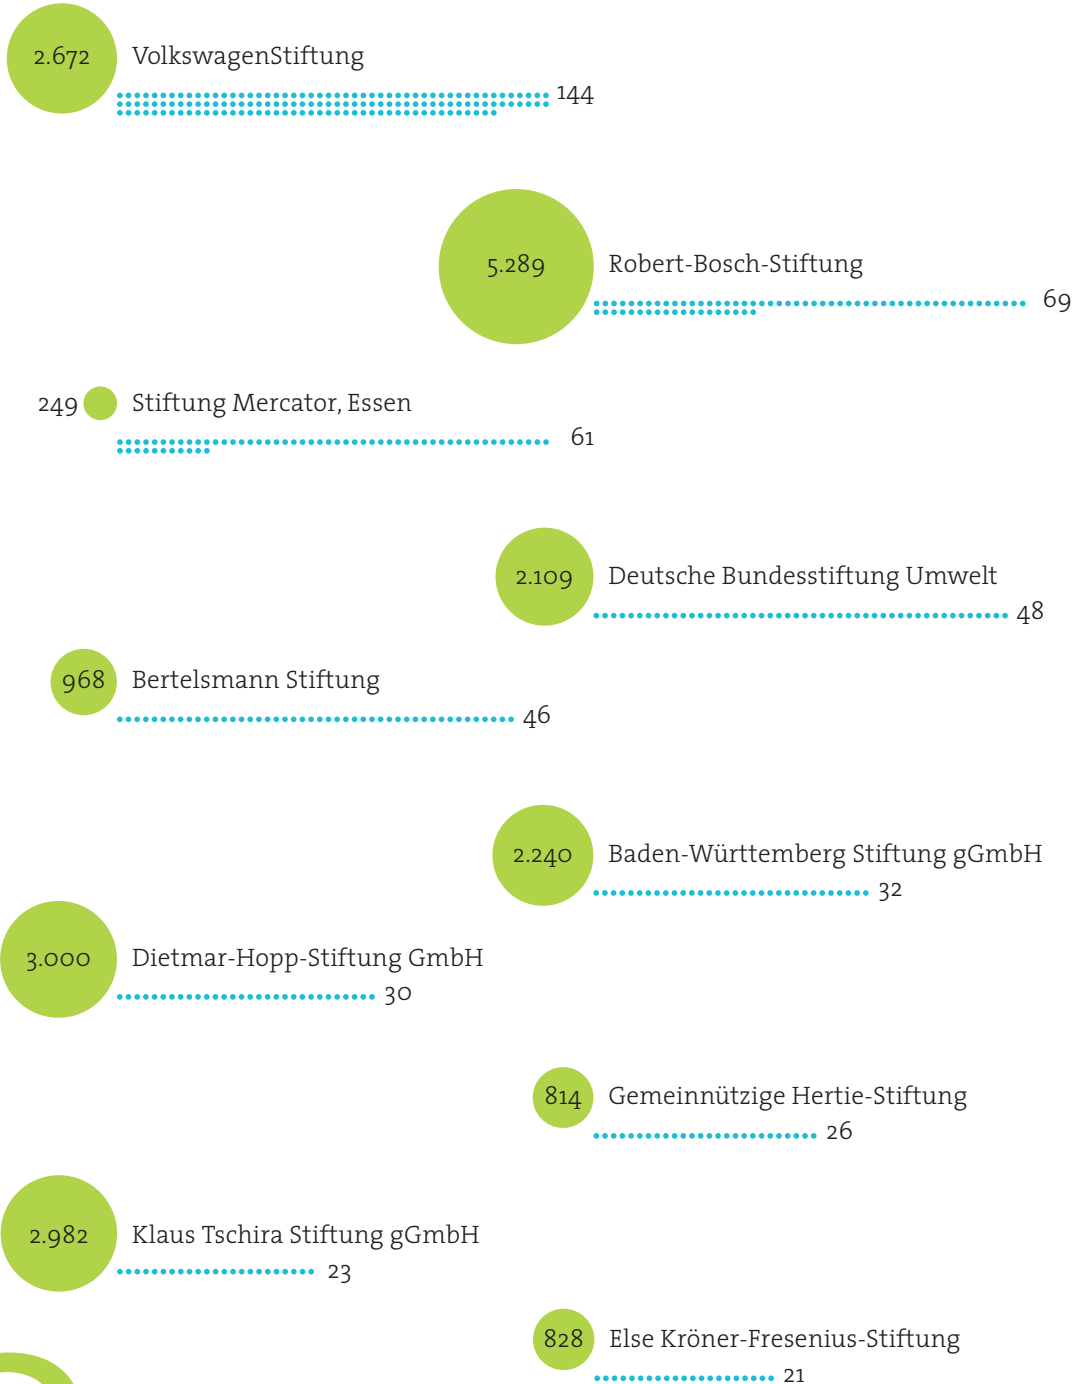 2.672 VolkswagenStiftung
144
5.289 Robert-Bosch-Stiftung
69
249 Stiftung Mercator, Essen
61
2.109 Deutsche Bundesstiftung Umwelt
48
968 Bertelsmann Stiftung
46
2.240 Baden-Württemberg Stiftung gGmbH
32
3.000 Dietmar-Hopp-Stiftung GmbH
30
814 Gemeinnützige Hertie-Stiftung
26
2.982 Klaus Tschira Stiftung gGmbH
23
828 Else Kröner-Fresenius-Stiftung
21